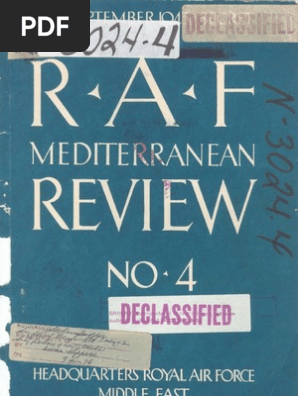 PDF
SEPTEMBER 194
DECLASSIFIED
3024-4
R·A·F
MEDITERRANEAN
REVIEW
N-3024 4
NO·4
DECLASSIFIED
HEADQUARTERS ROYAL AIR FORCE
MIDDLE EAST